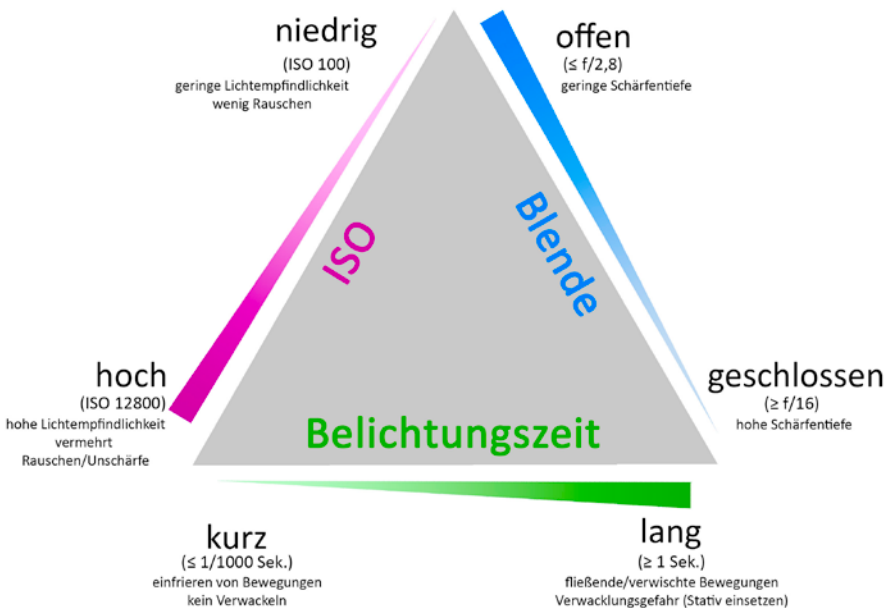 niedrig
(ISO 100)
geringe Lichtempfindlichkeit
wenig Rauschen
offen
(≤ f/2,8)
geringe Schärfentiefe
ISO
Blende
hoch
(ISO 12800)
hohe Lichtempfindlichkeit
vermehrt
Rauschen/Unschärfe
geschlossen
(≥ f/16)
hohe Schärfentiefe
Belichtungszeit
kurz
(≤ 1/1000 Sek.)
einfrieren von Bewegungen
kein Verwackeln
lang
(≥ 1 Sek.)
fließende/verwischte Bewegungen
Verwacklungsgefahr (Stativ einsetzen)